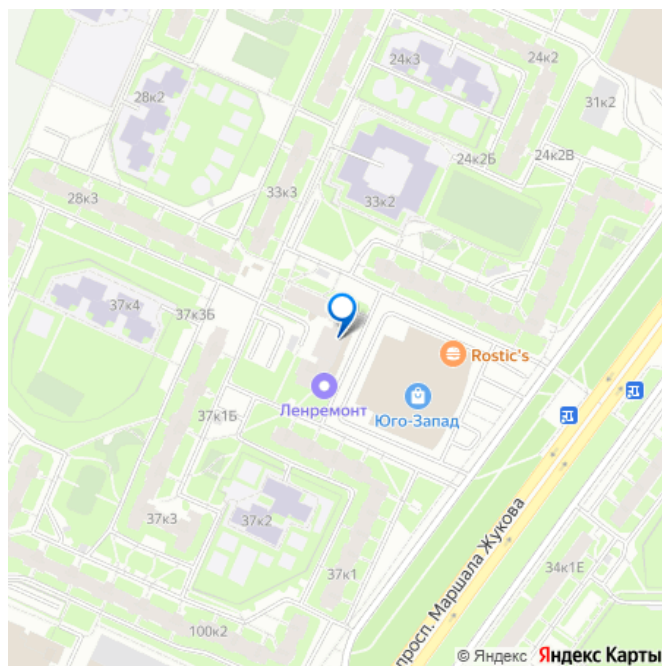 24к3
24к2
28к2
31к2
24к2Б
24к2В
33к3
28к3
33к2
37к4
37к3Б
Rostic's
Ленремонт
Юго-Запад
37к1Б
37к3
37к2
просп. Маршала Жукова
34к1Е
37к1
100к2
© Яндекс Яндекс Карты